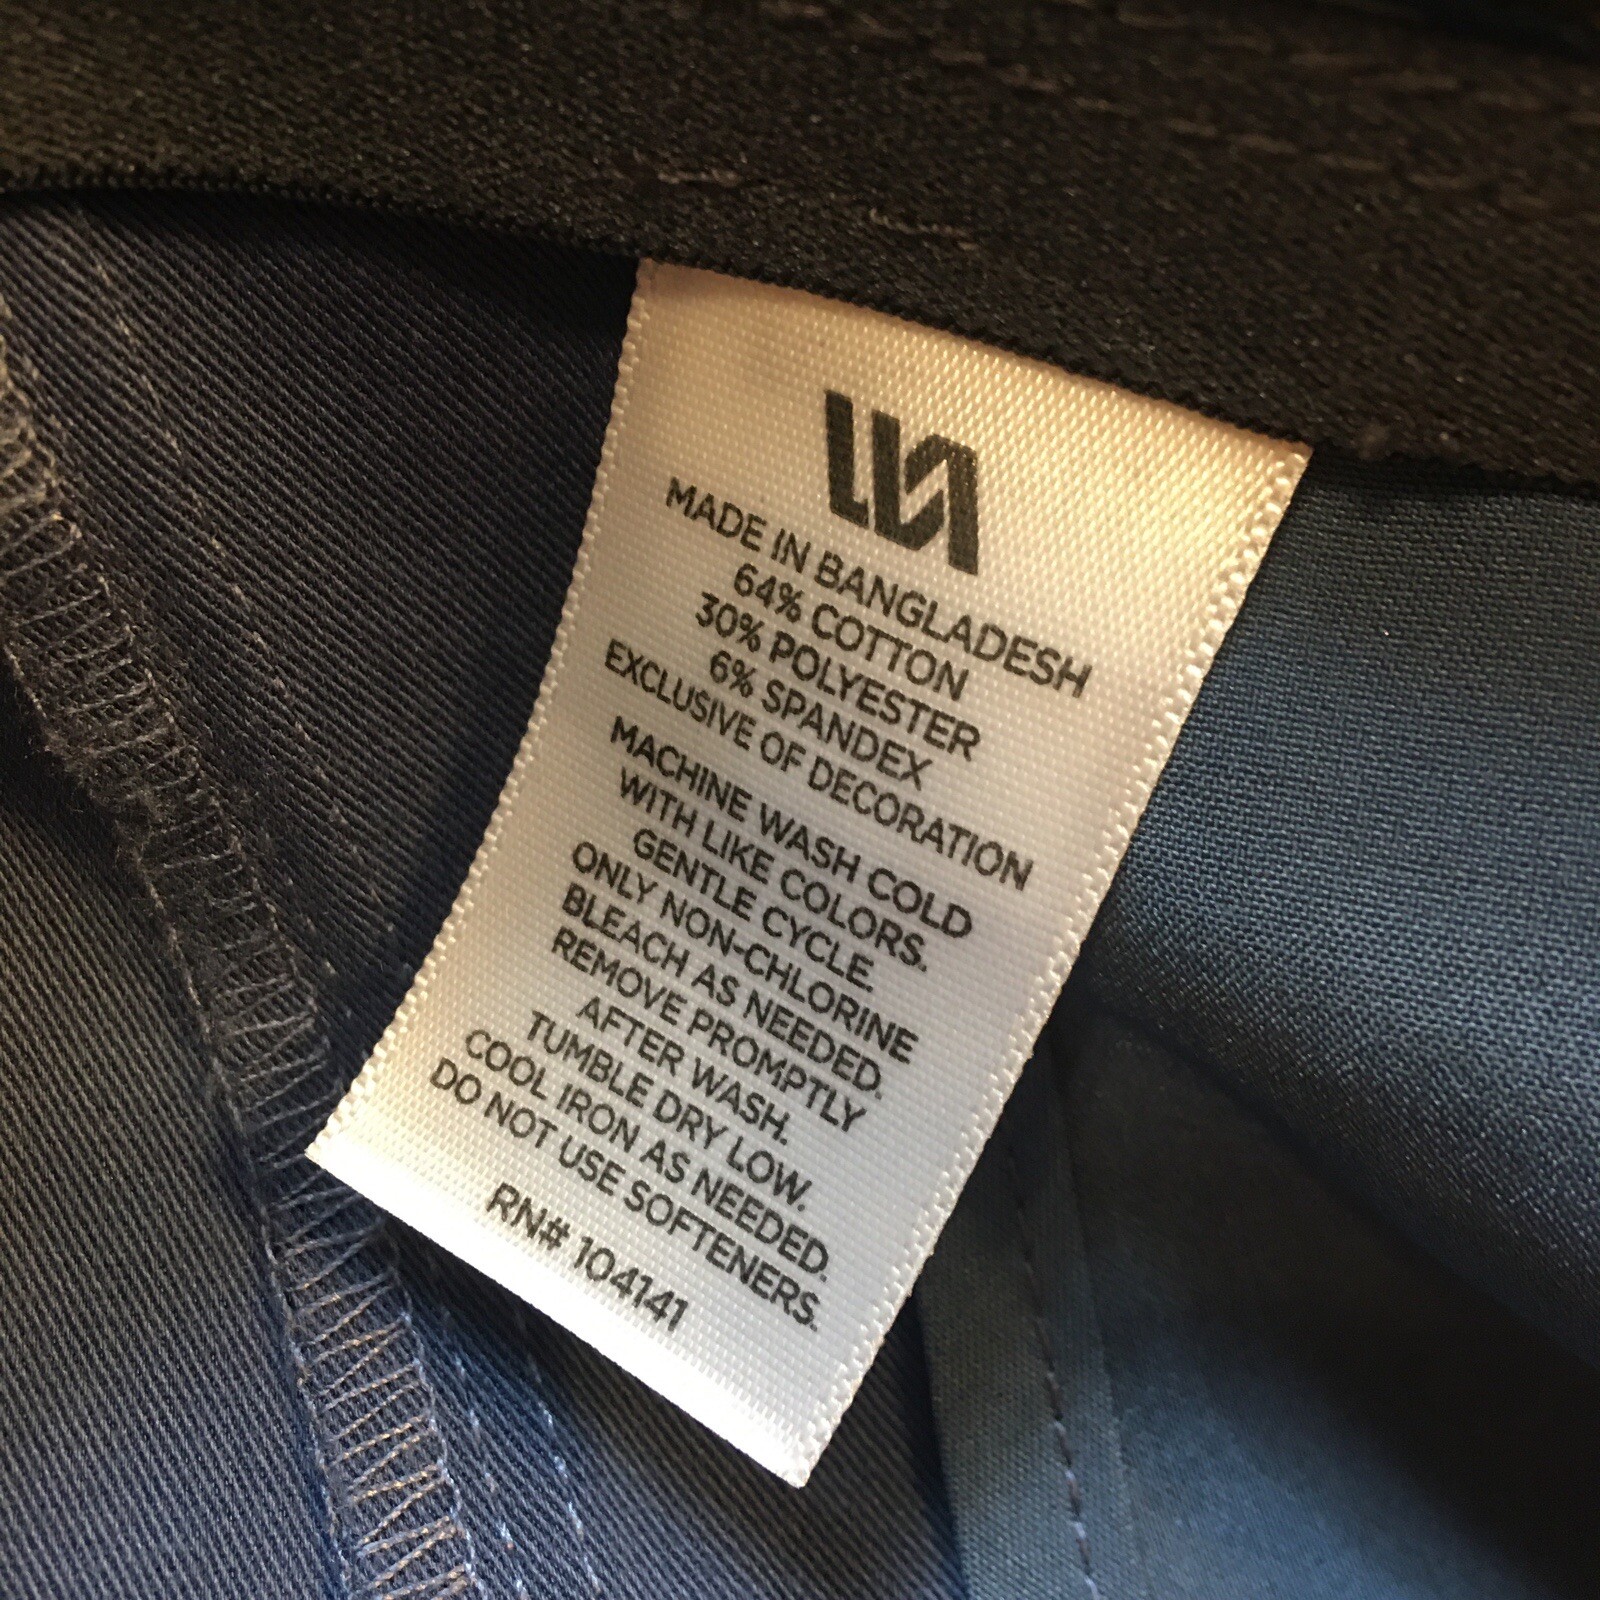 MADE IN BANGLADESH
64% COTTON
30% POLYESTER
6% SPANDEX
EXCLUSIVE OF DECORATION
MACHINE WASH COLD
WITH LIKE COLORS.
GENTLE CYCLE.
ONLY NON-CHLORINE
BLEACH AS NEEDED.
REMOVE PROMPTLY
AFTER WASH.
TUMBLE DRY LOW.
COOL IRON AS NEEDED.
DO NOT USE SOFTENERS.
RN# 104141